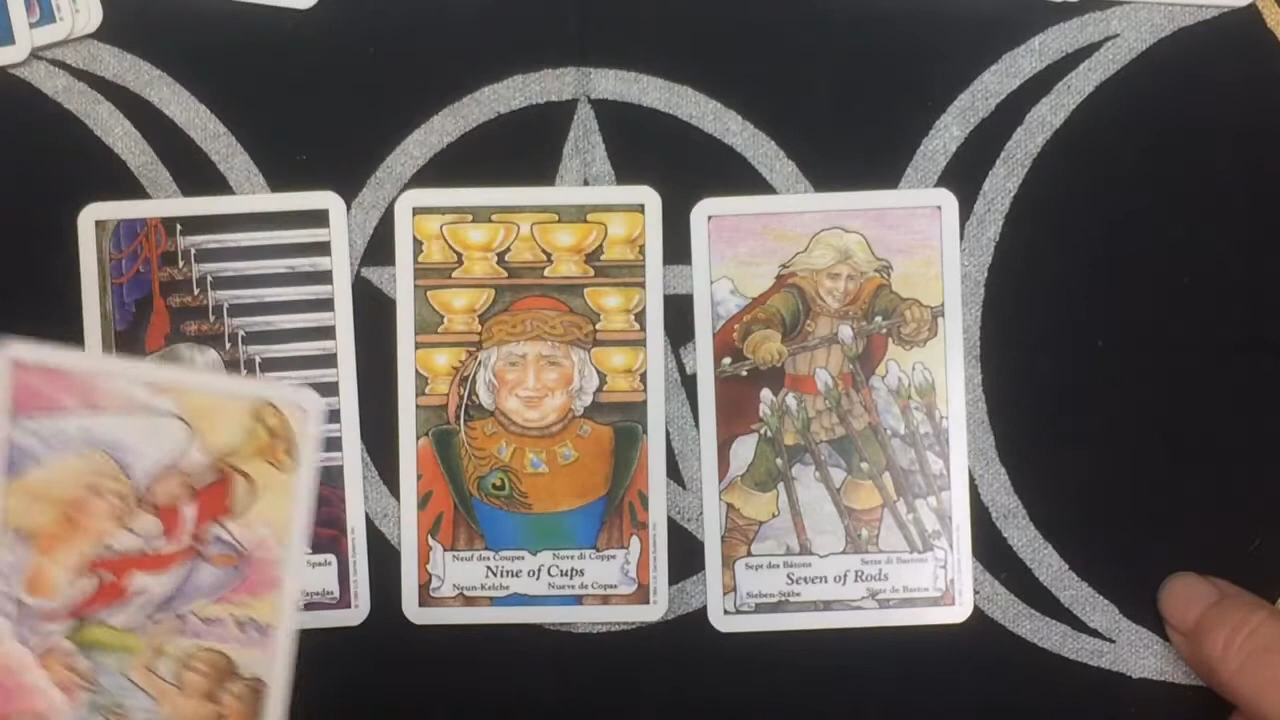 Spade
Espadas
Neuf des Coupes Nove di Coppe
Nine of Cups
Neun-Kelche Nueve de Copas
Sept des Bâtons Sette di Bastoni
Seven of Rods
Sieben-Stäbe Siete de Bastos